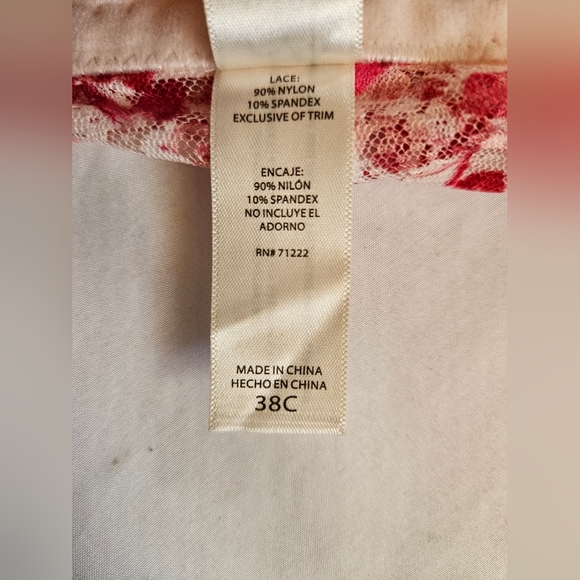 LACE:
90% NYLON
10% SPANDEX
EXCLUSIVE OF TRIM
ENCAJE:
90% NILÓN
10% SPANDEX
NO INCLUYE EL
ADORNO
RN# 71222
MADE IN CHINA
HECHO EN CHINA
38C